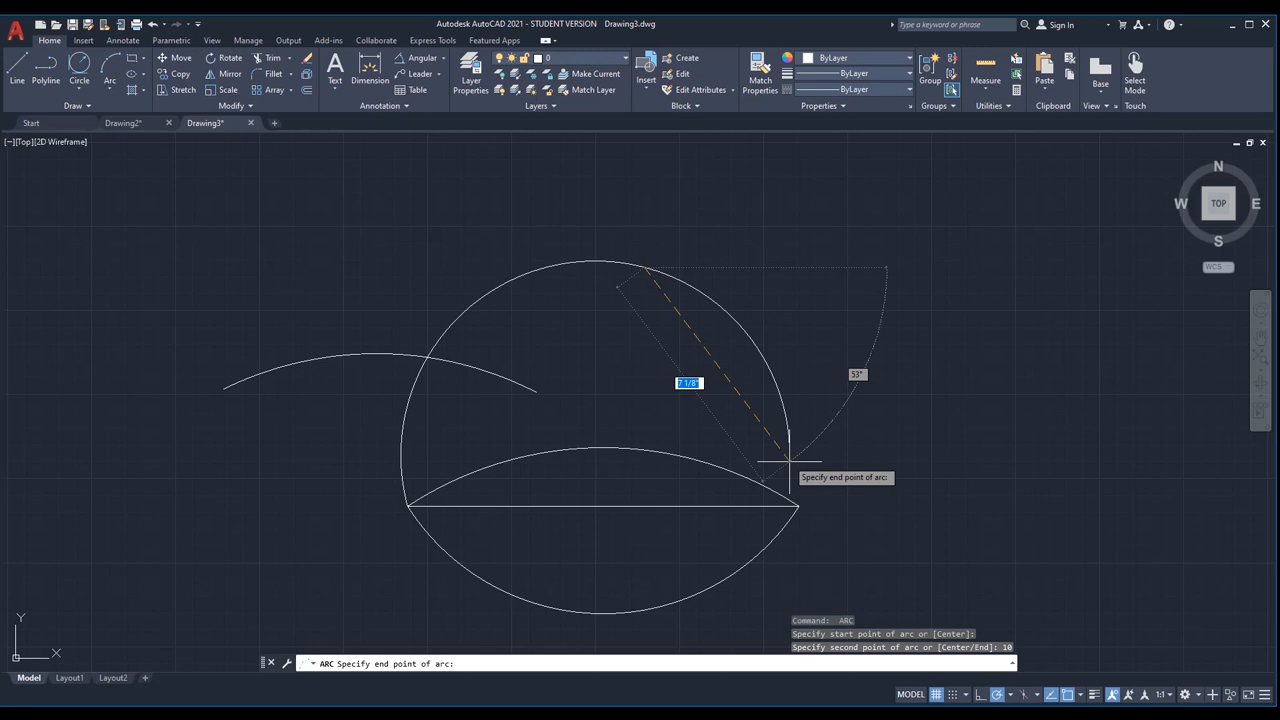 Autodesk AutoCAD 2021 - STUDENT VERSION Drawing3.dwg
Type a keyword or phrase
Sign In
Home Insert Annotate Parametric View Manage Output Add-ins Collaborate Express Tools Featured Apps
Line Polyline Circle Arc
Move Rotate Trim
Copy Mirror Fillet
Stretch Scale Array
Text Dimension
Angular
Leader
Table
Layer Properties
0
Make Current
Match Layer
Insert
Create
Edit
Edit Attributes
Match Properties
ByLayer
ByLayer
ByLayer
Group
Measure
Paste
Base
Select Mode
Draw Modify Annotation Layers Block Properties Groups Utilities Clipboard View Touch
Start Drawing2* Drawing3*
[−][Top][2D Wireframe]
N
W TOP E
S
WCS
7 1/8"
53°
Specify end point of arc:
Y
X
Command: ARC
Specify start point of arc or [Center]:
Specify second point of arc or [Center/End]: 10
ARC Specify end point of arc:
Model Layout1 Layout2
MODEL 1:1